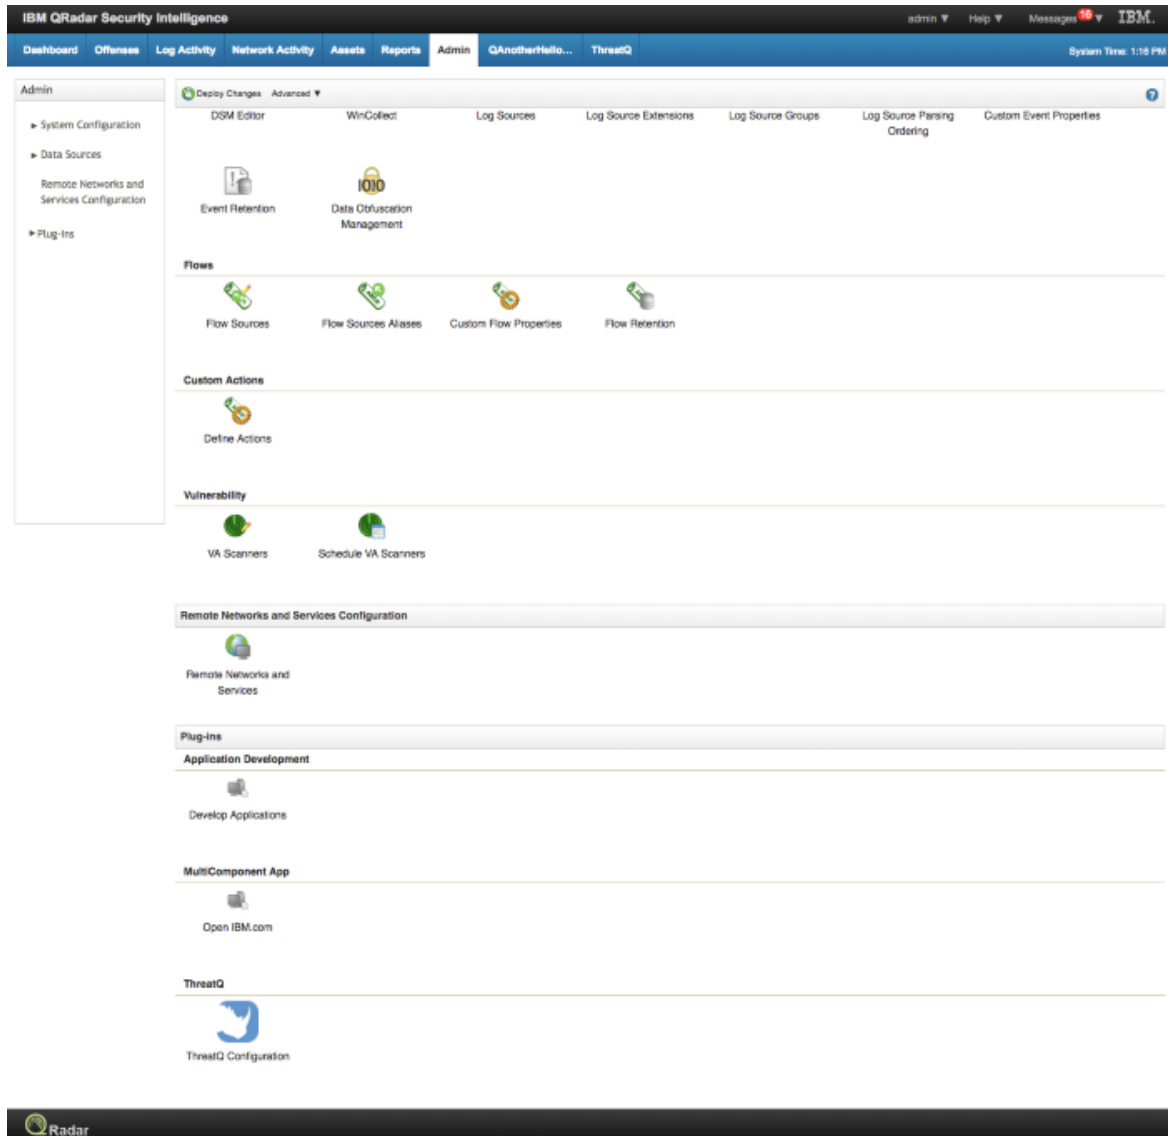 IBM QRadar Security Intelligence
admin ▼ Help ▼ Messages 16 ▼ IBM.
Dashboard Offenses Log Activity Network Activity Assets Reports Admin QAnotherHello... ThreatQ System Time: 1:16 PM
Admin
Deploy Changes Advanced ▼ ?
DSM Editor WinCollect Log Sources Log Source Extensions Log Source Groups Log Source Parsing Ordering Custom Event Properties
► System Configuration
► Data Sources
Remote Networks and
Services Configuration
► Plug-ins
Event Retention
1010
Data Obfuscation
Management
Flows
Flow Sources Flow Sources Aliases Custom Flow Properties Flow Retention
Custom Actions
Define Actions
Vulnerability
VA Scanners Schedule VA Scanners
Remote Networks and Services Configuration
Remote Networks and
Services
Plug-ins
Application Development
Develop Applications
MultiComponent App
Open IBM.com
ThreatQ
ThreatQ Configuration
QRadar